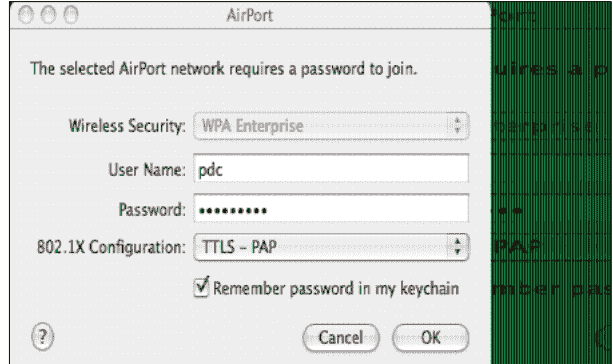 AirPort
The selected AirPort network requires a password to join.
Wireless Security: WPA Enterprise
User Name: pdc
Password: •••••••••
802.1X Configuration: TTLS – PAP
Remember password in my keychain
? Cancel OK